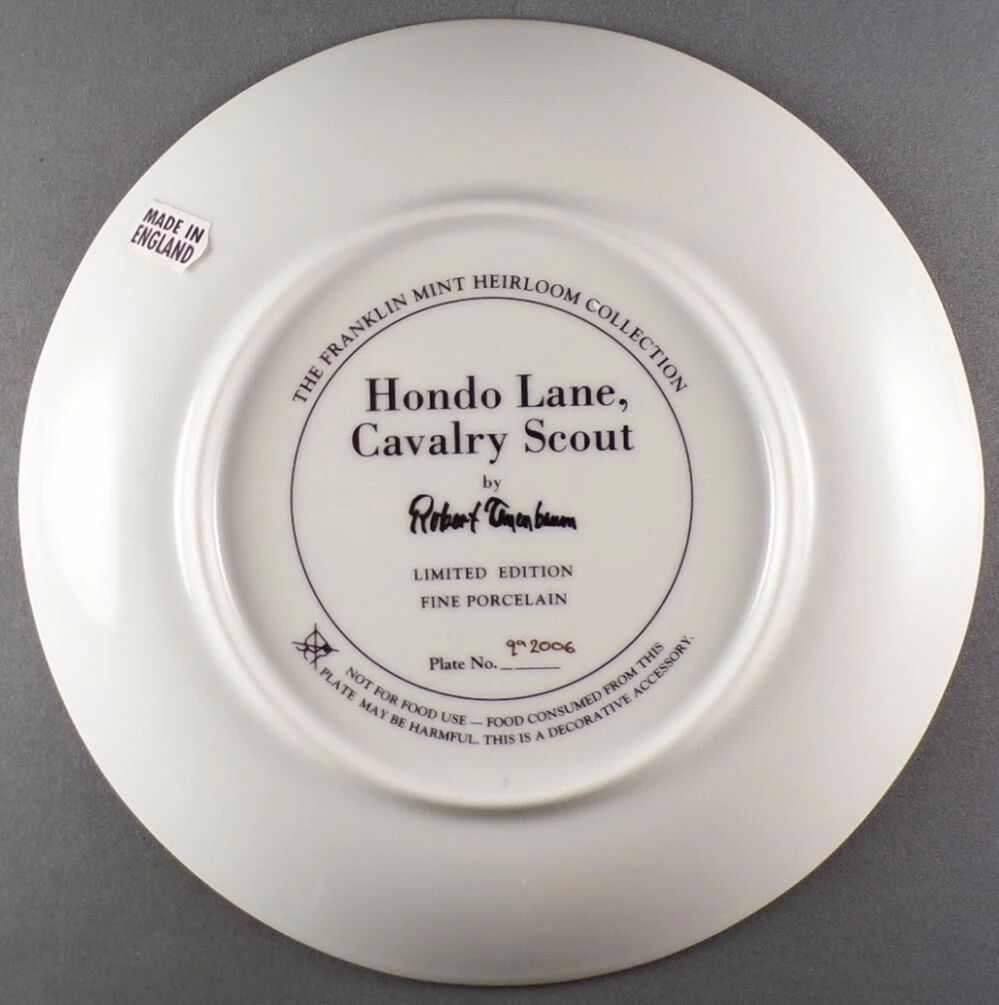 MADE IN
ENGLAND
THE FRANKLIN MINT HEIRLOOM COLLECTION
Hondo Lane,
Cavalry Scout
by
Robert Tanenbaum
LIMITED EDITION
FINE PORCELAIN
Plate No. 2006
NOT FOR FOOD USE — FOOD CONSUMED FROM THIS
PLATE MAY BE HARMFUL. THIS IS A DECORATIVE ACCESSORY.